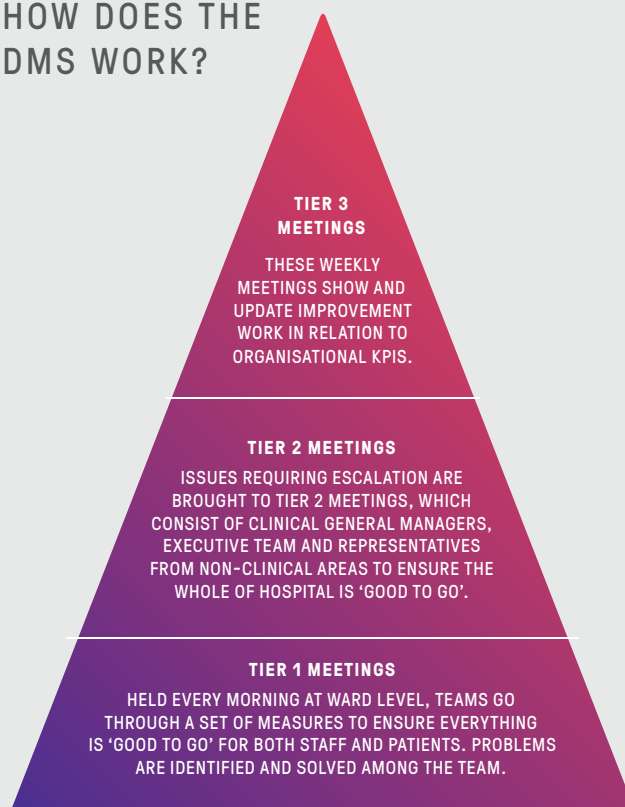 HOW DOES THE
DMS WORK?
TIER 3
MEETINGS
THESE WEEKLY
MEETINGS SHOW AND
UPDATE IMPROVEMENT
WORK IN RELATION TO
ORGANISATIONAL KPIS.
TIER 2 MEETINGS
ISSUES REQUIRING ESCALATION ARE
BROUGHT TO TIER 2 MEETINGS, WHICH
CONSIST OF CLINICAL GENERAL MANAGERS,
EXECUTIVE TEAM AND REPRESENTATIVES
FROM NON-CLINICAL AREAS TO ENSURE THE
WHOLE OF HOSPITAL IS ‘GOOD TO GO’.
TIER 1 MEETINGS
HELD EVERY MORNING AT WARD LEVEL, TEAMS GO
THROUGH A SET OF MEASURES TO ENSURE EVERYTHING
IS ‘GOOD TO GO’ FOR BOTH STAFF AND PATIENTS. PROBLEMS
ARE IDENTIFIED AND SOLVED AMONG THE TEAM.